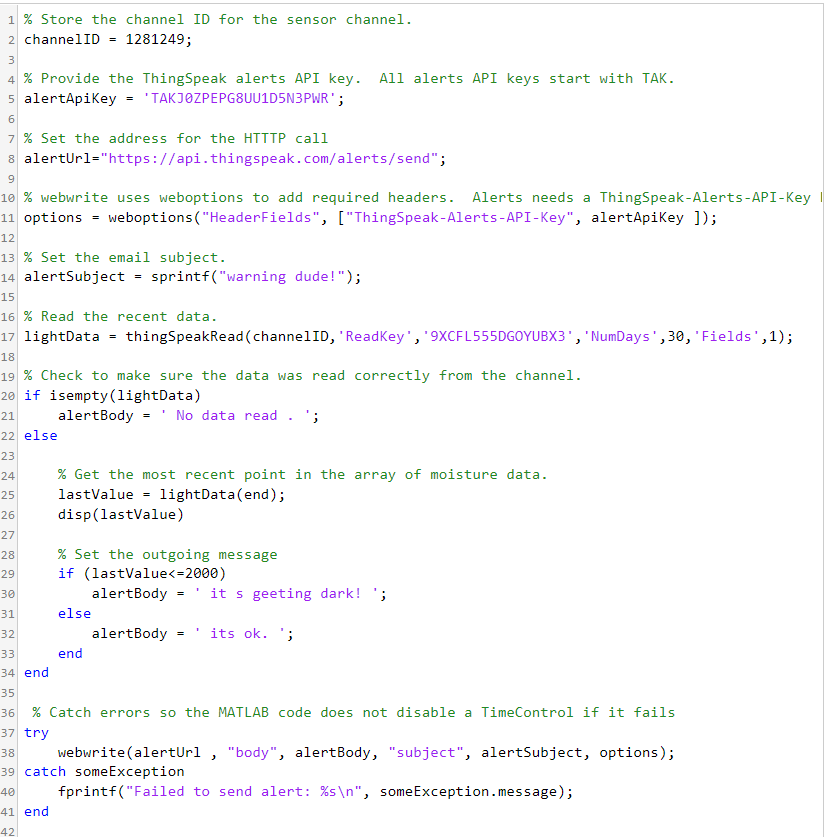 1 % Store the channel ID for the sensor channel.
2 channelID = 1281249;
3
4 % Provide the ThingSpeak alerts API key.  All alerts API keys start with TAK.
5 alertApiKey = 'TAKJ0ZPEPG8UU1D5N3PWR';
6
7 % Set the address for the HTTTP call
8 alertUrl="https://api.thingspeak.com/alerts/send";
9
10 % webwrite uses weboptions to add required headers.  Alerts needs a ThingSpeak-Alerts-API-Key
11 options = weboptions("HeaderFields", ["ThingSpeak-Alerts-API-Key", alertApiKey ]);
12
13 % Set the email subject.
14 alertSubject = sprintf("warning dude!");
15
16 % Read the recent data.
17 lightData = thingSpeakRead(channelID,'ReadKey','9XCFL555DGOYUBX3','NumDays',30,'Fields',1);
18
19 % Check to make sure the data was read correctly from the channel.
20 if isempty(lightData)
21     alertBody = ' No data read . ';
22 else
23
24     % Get the most recent point in the array of moisture data.
25     lastValue = lightData(end);
26     disp(lastValue)
27
28     % Set the outgoing message
29     if (lastValue<=2000)
30         alertBody = ' it s geeting dark! ';
31     else
32         alertBody = ' its ok. ';
33     end
34 end
35
36  % Catch errors so the MATLAB code does not disable a TimeControl if it fails
37 try
38     webwrite(alertUrl , "body", alertBody, "subject", alertSubject, options);
39 catch someException
40     fprintf("Failed to send alert: %s\n", someException.message);
41 end
42